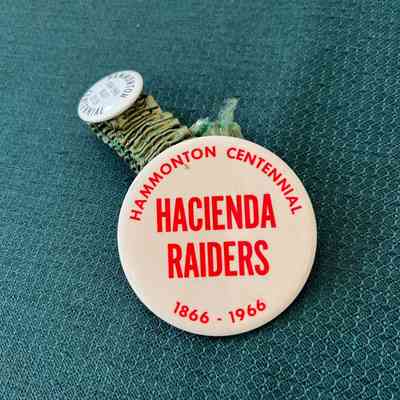 HAMMONTON CENTENNIAL
HACIENDA
RAIDERS
1866 - 1966